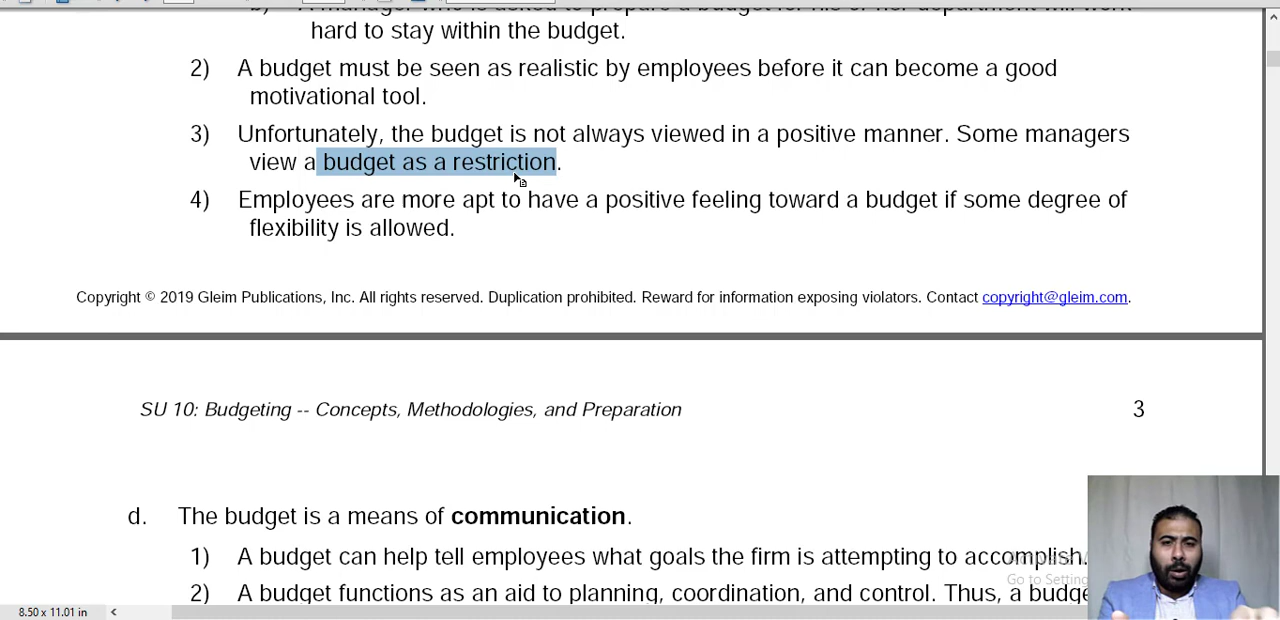 hard to stay within the budget.
2) A budget must be seen as realistic by employees before it can become a good
motivational tool.
3) Unfortunately, the budget is not always viewed in a positive manner. Some managers
view a budget as a restriction.
4) Employees are more apt to have a positive feeling toward a budget if some degree of
flexibility is allowed.
Copyright © 2019 Gleim Publications, Inc. All rights reserved. Duplication prohibited. Reward for information exposing violators. Contact copyright@gleim.com.
SU 10: Budgeting -- Concepts, Methodologies, and Preparation 3
d. The budget is a means of communication.
1) A budget can help tell employees what goals the firm is attempting to accomplish.
Go to Setting
2) A budget functions as an aid to planning, coordination, and control. Thus, a budge
8.50 x 11.01 in